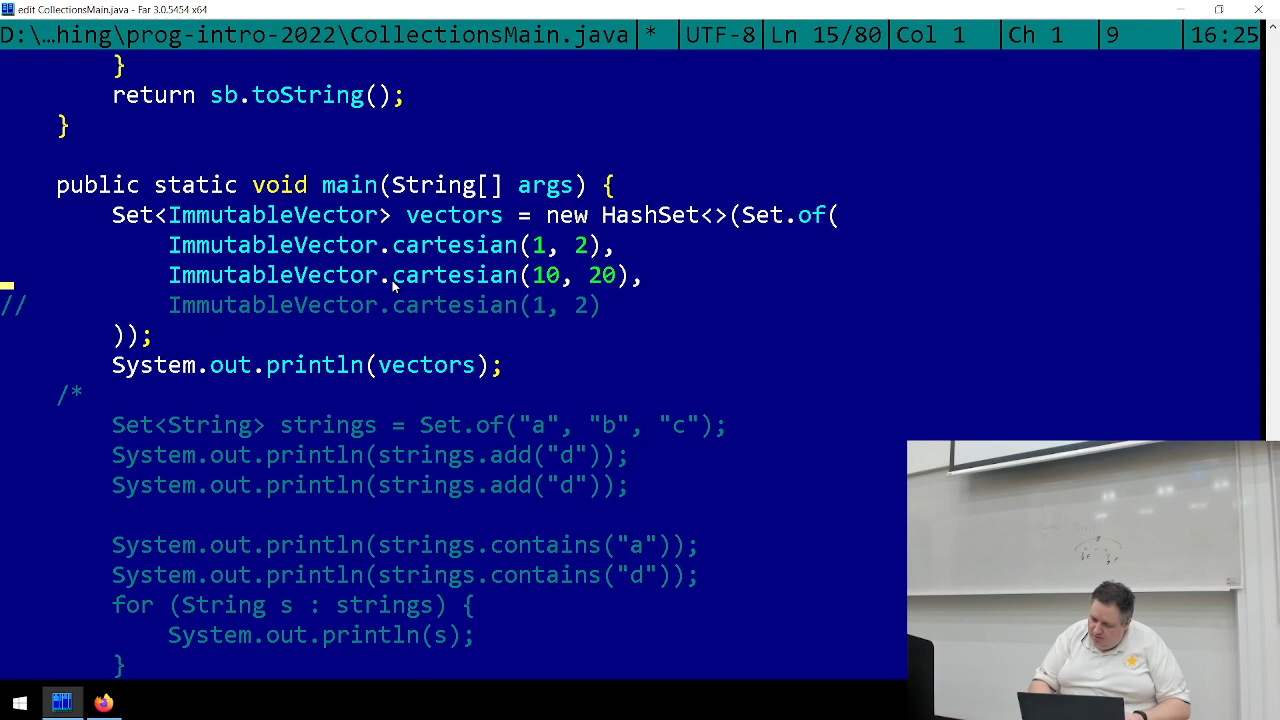 edit CollectionsMain.java - Far 3.0.5454 x64
D:\…hing\prog-intro-2022\CollectionsMain.java * UTF-8 Ln 15/80 Col 1 Ch 1 9 16:25
}
return sb.toString();
}
public static void main(String[] args) {
Set<ImmutableVector> vectors = new HashSet<>(Set.of(
ImmutableVector.cartesian(1, 2),
ImmutableVector.cartesian(10, 20),
// ImmutableVector.cartesian(1, 2)
));
System.out.println(vectors);
/*
Set<String> strings = Set.of("a", "b", "c");
System.out.println(strings.add("d"));
System.out.println(strings.add("d"));
System.out.println(strings.contains("a"));
System.out.println(strings.contains("d"));
for (String s : strings) {
System.out.println(s);
}